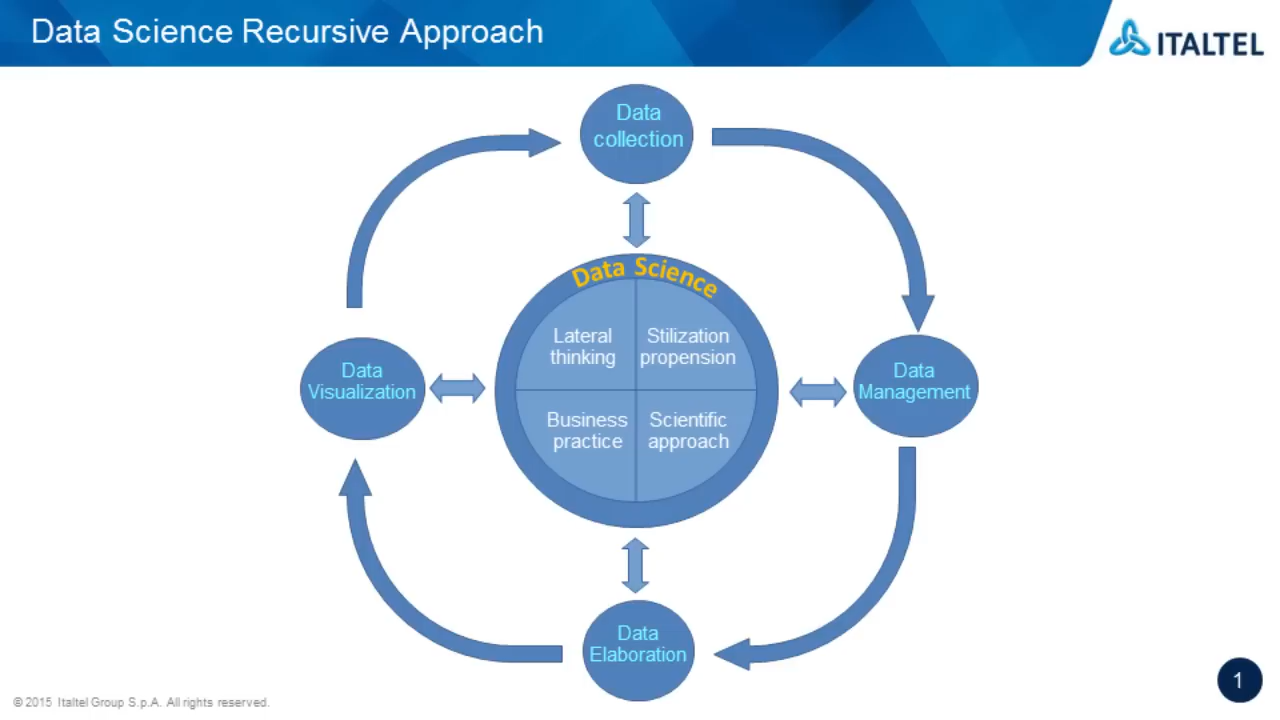 Data Science Recursive Approach
ITALTEL
Data
collection
Data Science
Lateral
thinking
Stilization
propension
Business
practice
Scientific
approach
Data
Visualization
Data
Management
Data
Elaboration
1
© 2015 Italtel Group S.p.A. All rights reserved.